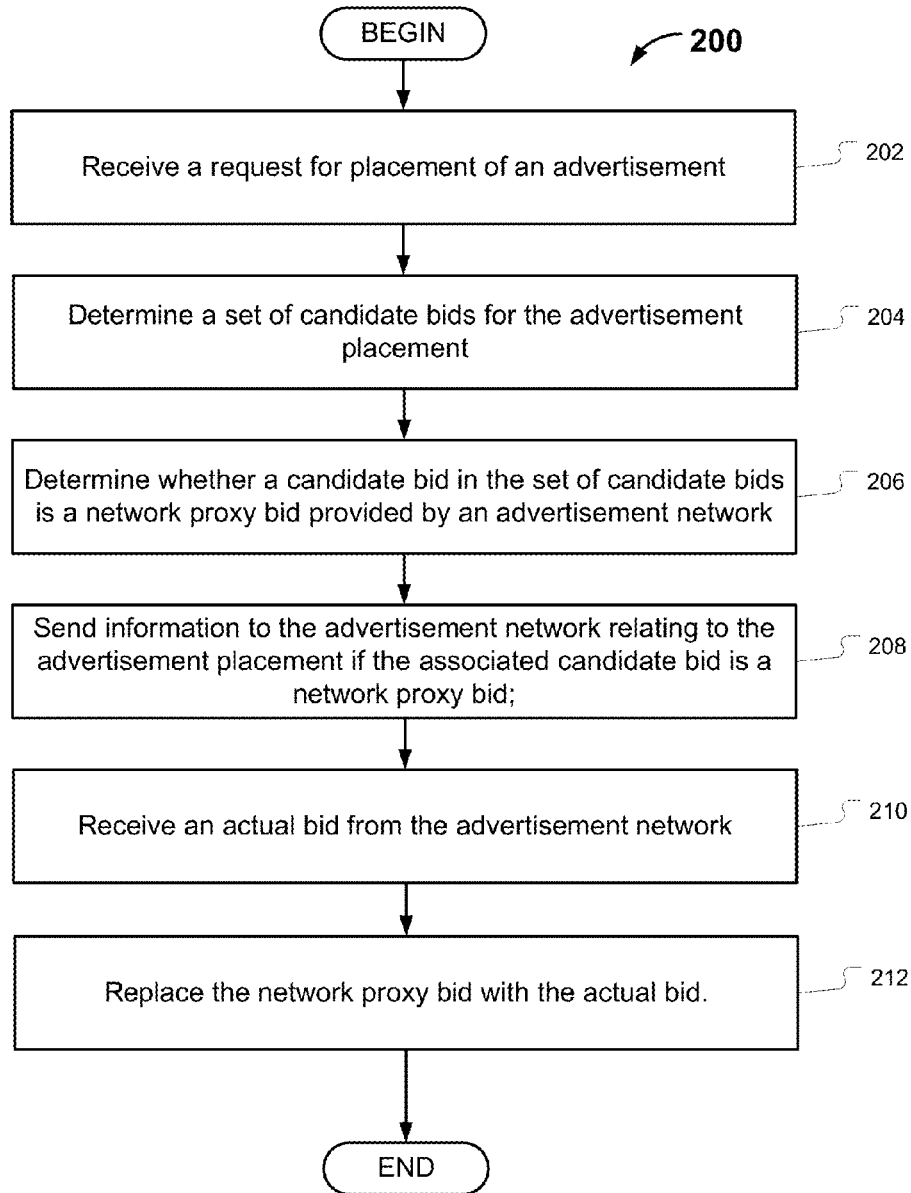 BEGIN
200
Receive a request for placement of an advertisement
202
Determine a set of candidate bids for the advertisement
placement
204
Determine whether a candidate bid in the set of candidate bids
is a network proxy bid provided by an advertisement network
206
Send information to the advertisement network relating to the
advertisement placement if the associated candidate bid is a
network proxy bid;
208
Receive an actual bid from the advertisement network
210
Replace the network proxy bid with the actual bid.
212
END